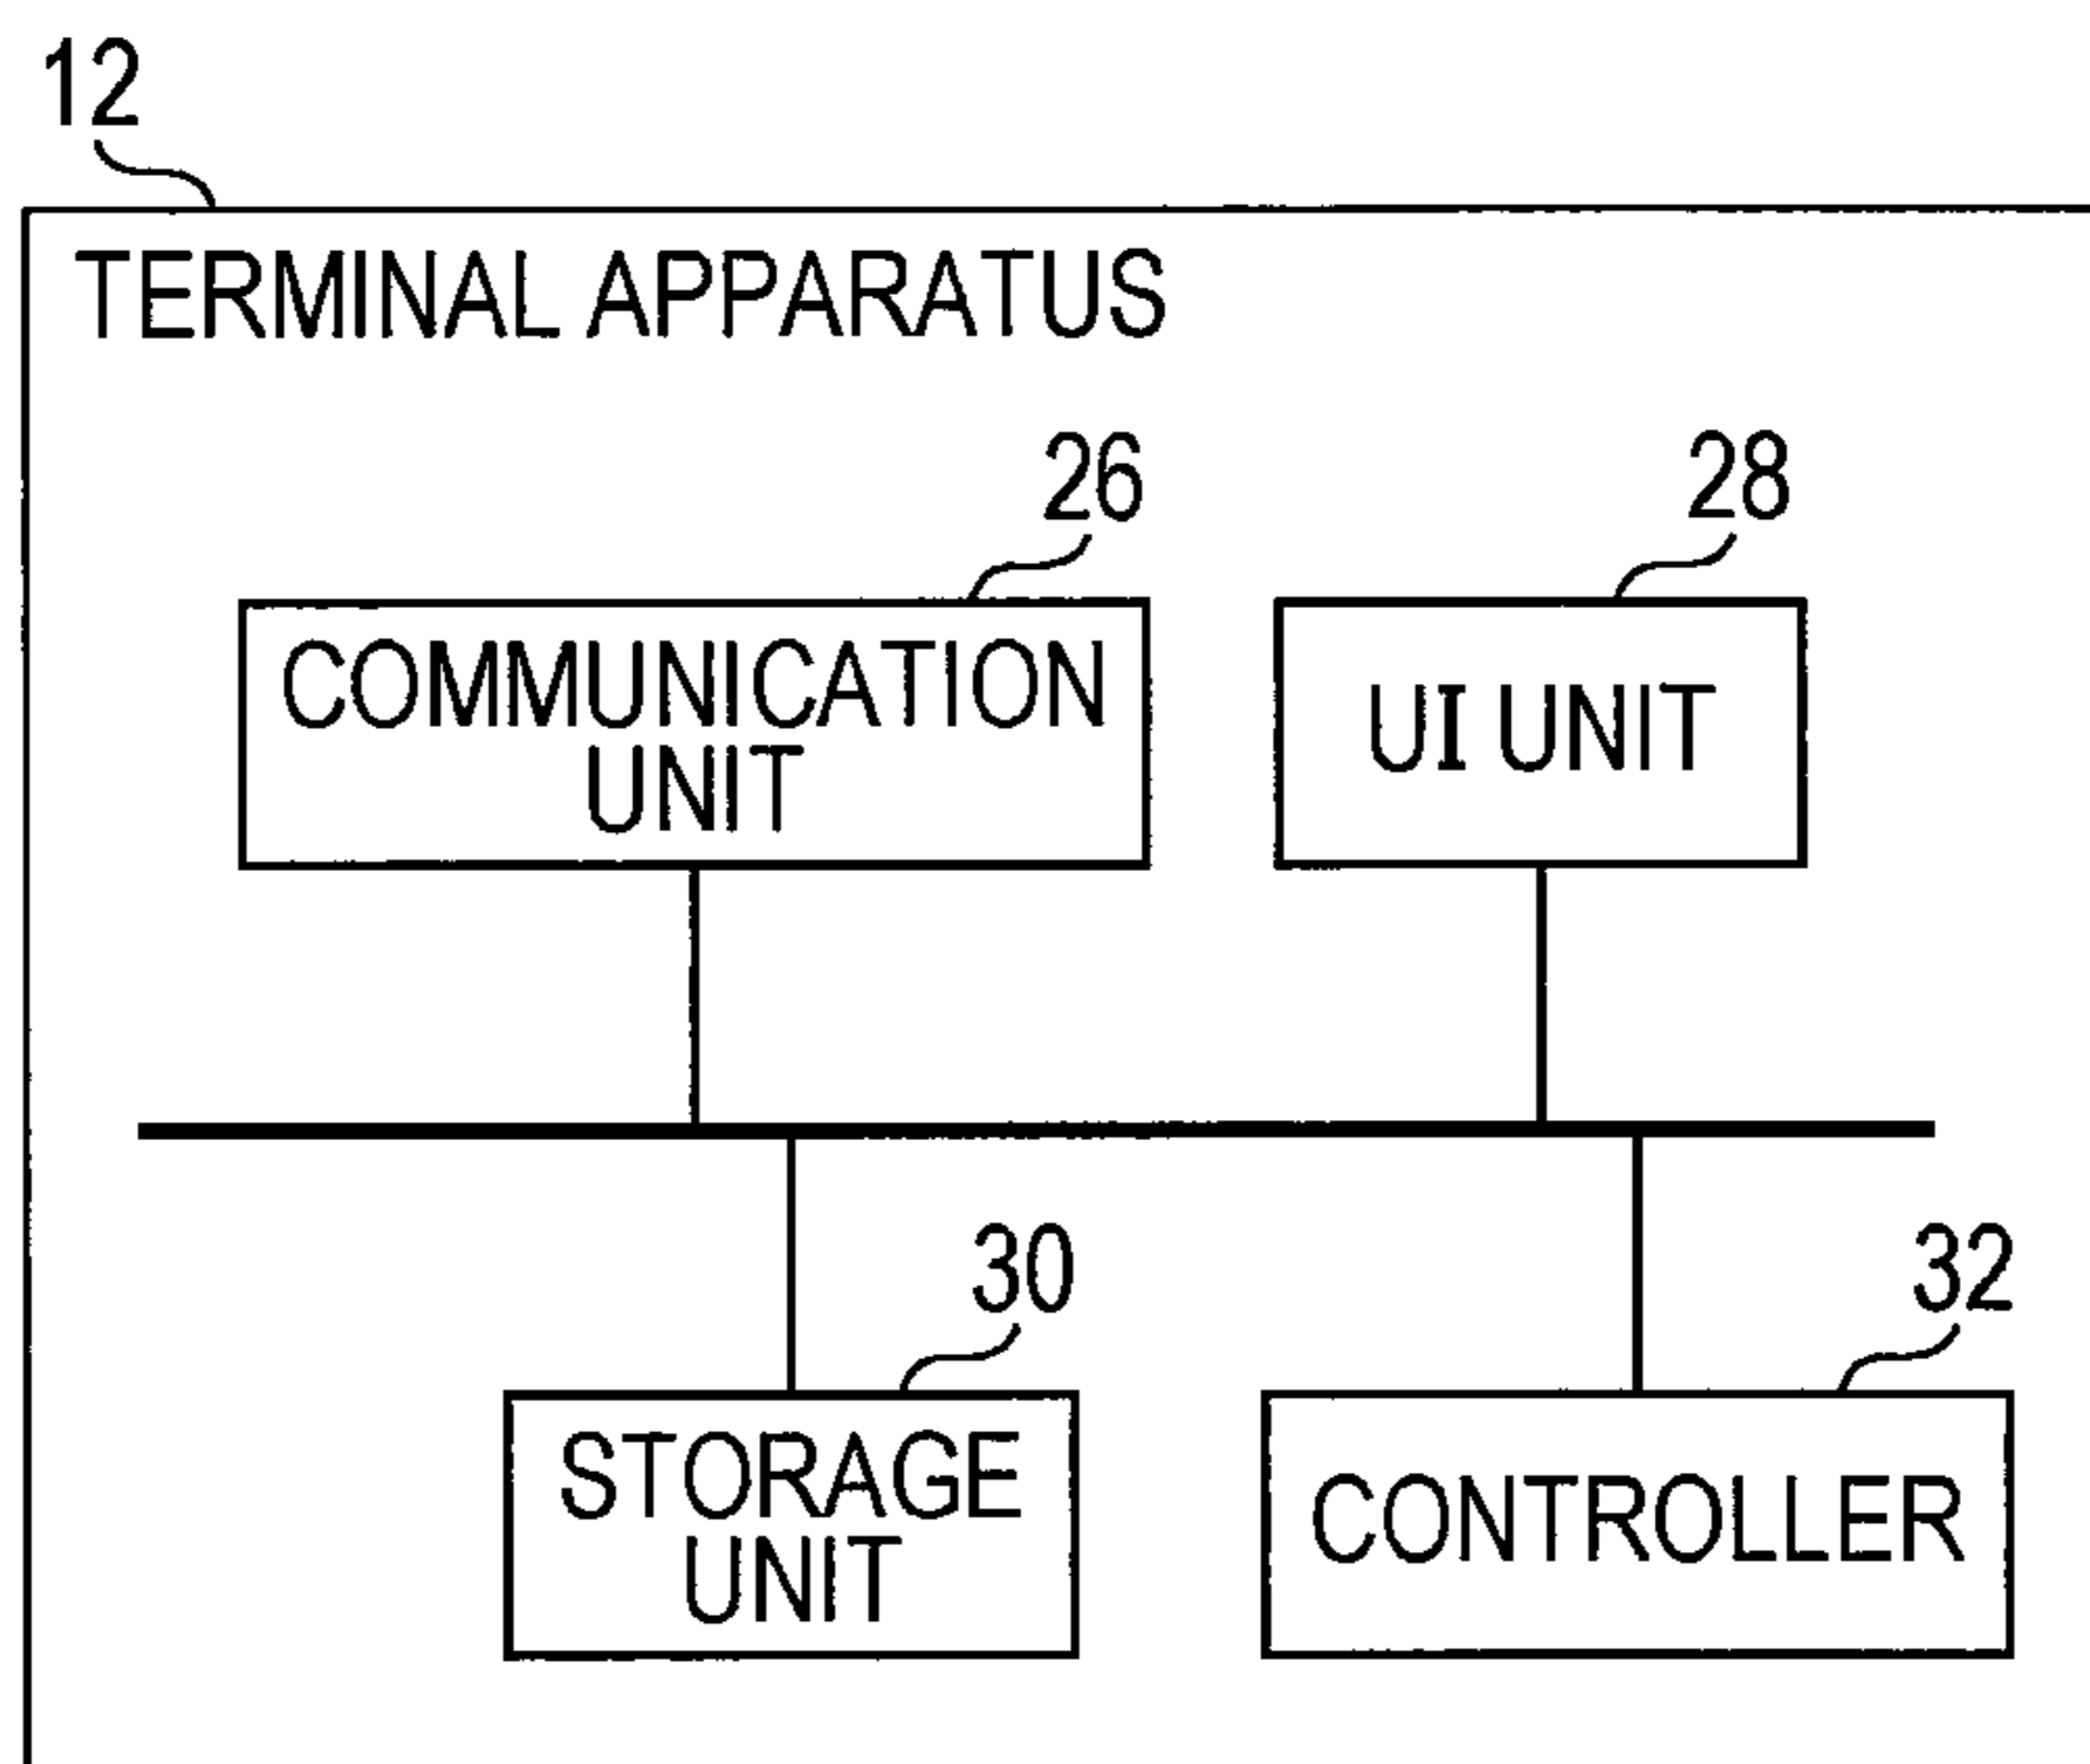 12
TERMINAL APPARATUS
26
28
COMMUNICATION
UNIT
UI UNIT
30
32
STORAGE
UNIT
CONTROLLER